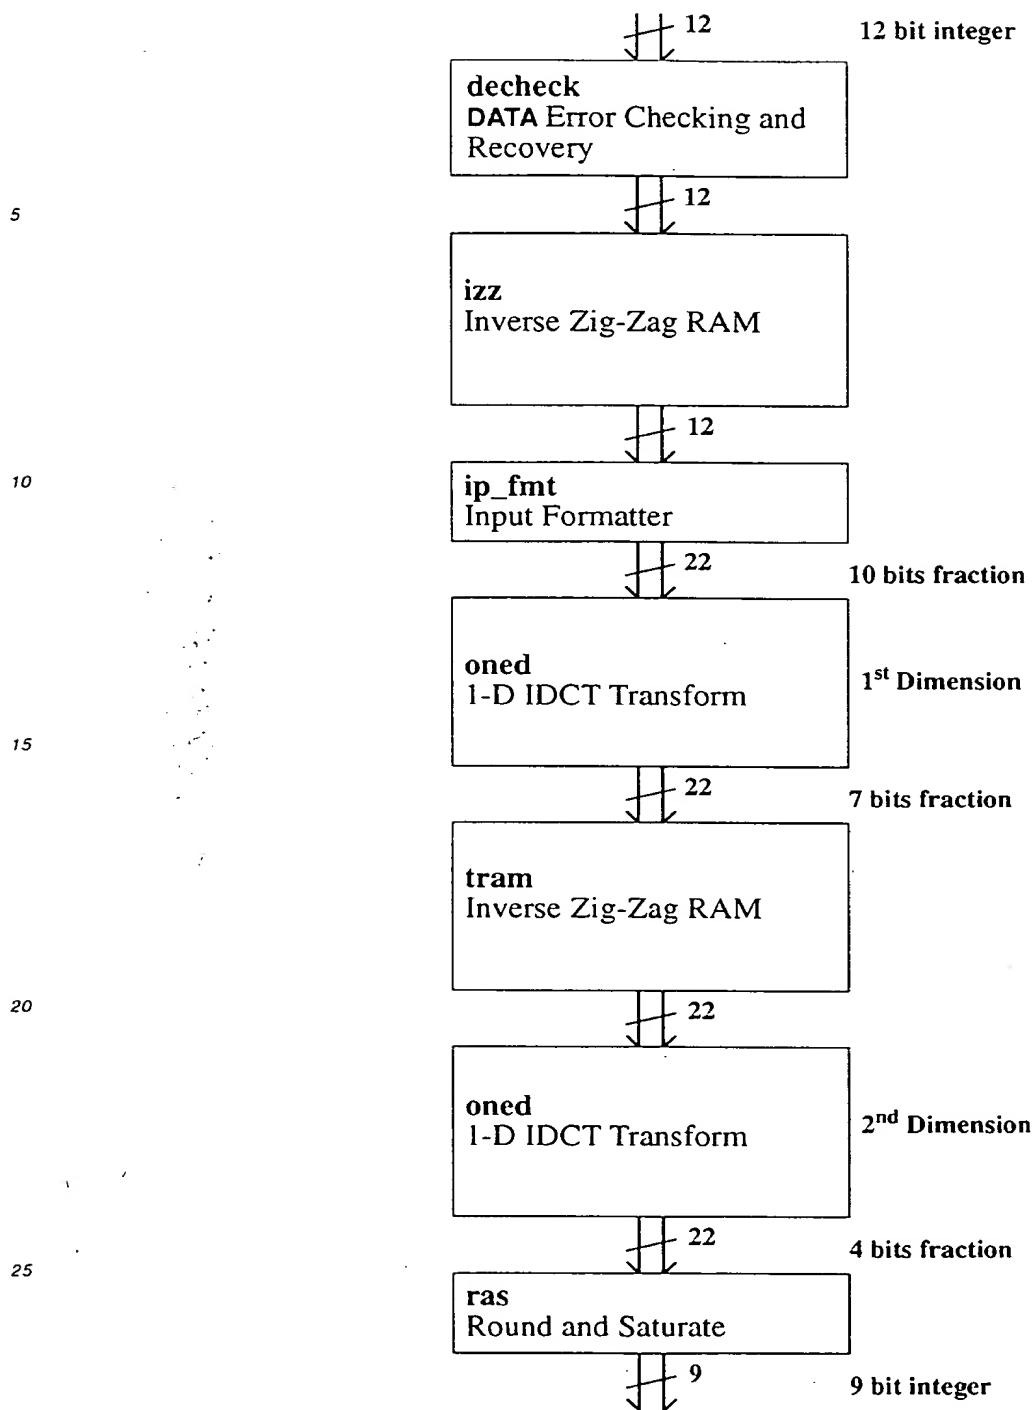 12 12 bit integer
decheck
DATA Error Checking and
Recovery
12
5
izz
Inverse Zig-Zag RAM
12
10
ip_fmt
Input Formatter
22 10 bits fraction
oned
1-D IDCT Transform
1st Dimension
15
22 7 bits fraction
tram
Inverse Zig-Zag RAM
20
22
oned
1-D IDCT Transform
2nd Dimension
22 4 bits fraction
25
ras
Round and Saturate
9 9 bit integer